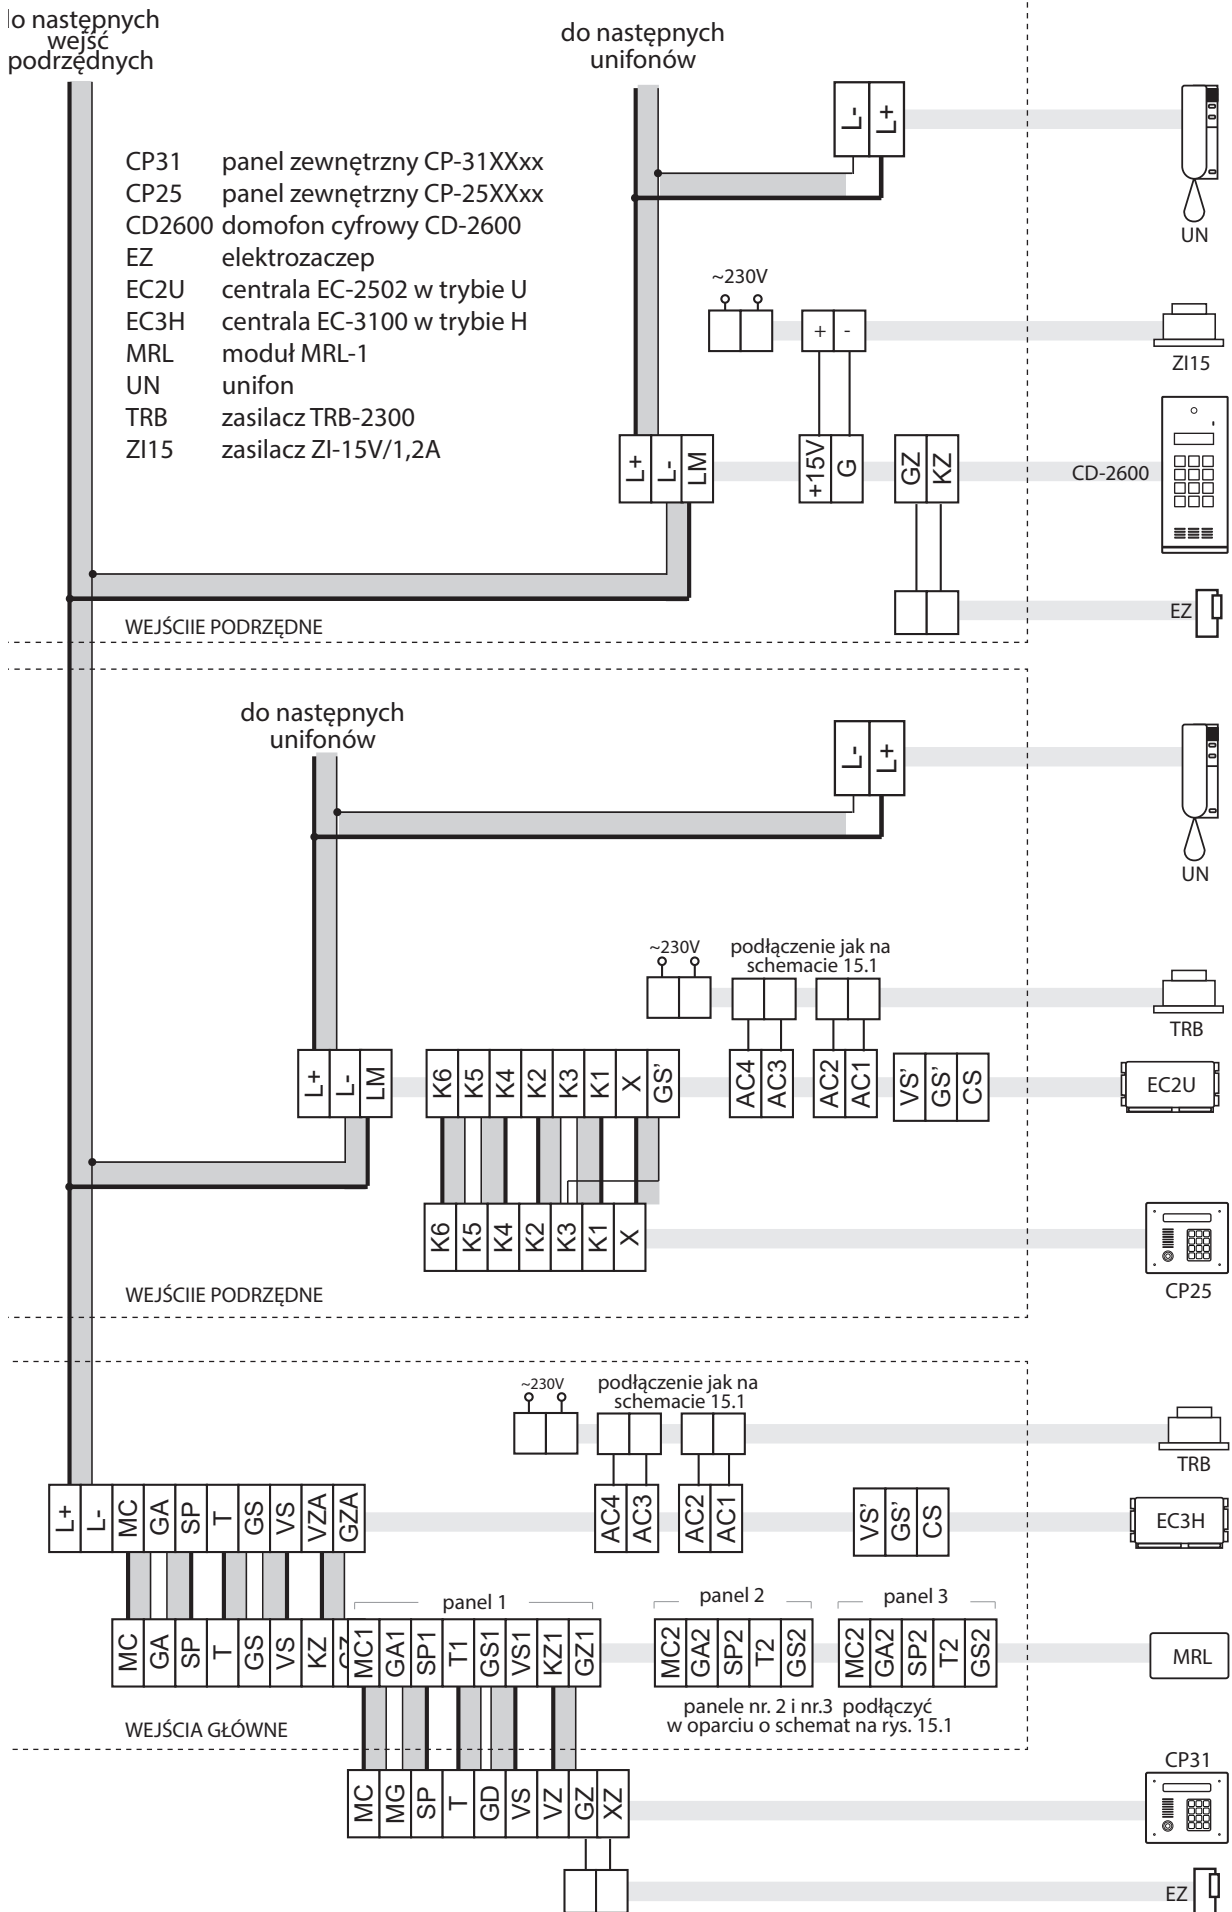 lo następnych
wejść
podrzędnych
do następnych
unifonów
L-
L+
UN
CP31 panel zewnętrzny CP-31XXxx
CP25 panel zewnętrzny CP-25XXxx
CD2600 domofon cyfrowy CD-2600
EZ elektrozaczep
EC2U centrala EC-2502 w trybie U
EC3H centrala EC-3100 w trybie H
MRL moduł MRL-1
UN unifon
TRB zasilacz TRB-2300
ZI15 zasilacz ZI-15V/1,2A
~230V
+ -
ZI15
L+ L- LM
+15V G
GZ KZ
CD-2600
EZ
WEJŚCIIE PODRZĘDNE
do następnych
unifonów
L- L+
UN
~230V
podłączenie jak na
schemacie 15.1
TRB
L+ L- LM
K6 K5 K4 K2 K3 K1 X GS'
AC4 AC3
AC2 AC1
VS' GS' CS
EC2U
K6 K5 K4 K2 K3 K1 X
CP25
WEJŚCIIE PODRZĘDNE
~230V
podłączenie jak na
schemacie 15.1
TRB
L+ L- MC GA SP T GS VS VZA GZA
AC4 AC3
AC2 AC1
VS' GS' CS
EC3H
panel 1
panel 2
panel 3
MC GA SP T GS VS KZ GZ
MC1 GA1 SP1 T1 GS1 VS1 KZ1 GZ1
MC2 GA2 SP2 T2 GS2
MC2 GA2 SP2 T2 GS2
MRL
panele nr. 2 i nr.3 podłączyć
w oparciu o schemat na rys. 15.1
WEJŚCIA GŁÓWNE
CP31
MC MG SP T GD VS VZ GZ XZ
EZ